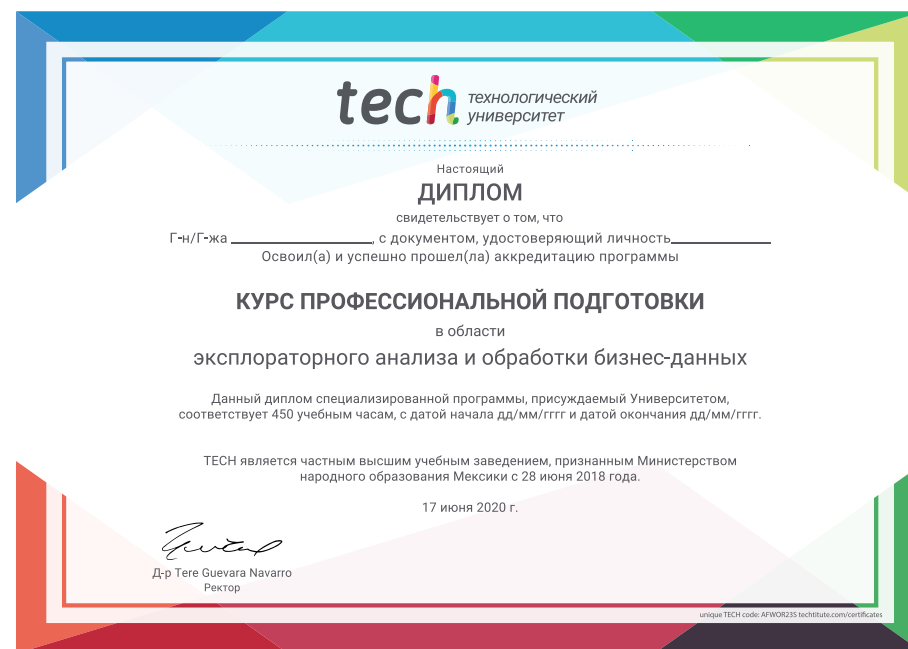 tech технологический
университет
Настоящий
ДИПЛОМ
свидетельствует о том, что
Г-н/Г-жа ____________________, с документом, удостоверяющий личность______________
Освоил(а) и успешно прошел(ла) аккредитацию программы
КУРС ПРОФЕССИОНАЛЬНОЙ ПОДГОТОВКИ
в области
эксплораторного анализа и обработки бизнес-данных
Данный диплом специализированной программы, присуждаемый Университетом,
соответствует 450 учебным часам, с датой начала дд/мм/гггг и датой окончания дд/мм/гггг.
TECH является частным высшим учебным заведением, признанным Министерством
народного образования Мексики с 28 июня 2018 года.
17 июня 2020 г.
Д-р Tere Guevara Navarro
Ректор
unique TECH code: AFWOR235 techtitute.com/certificates